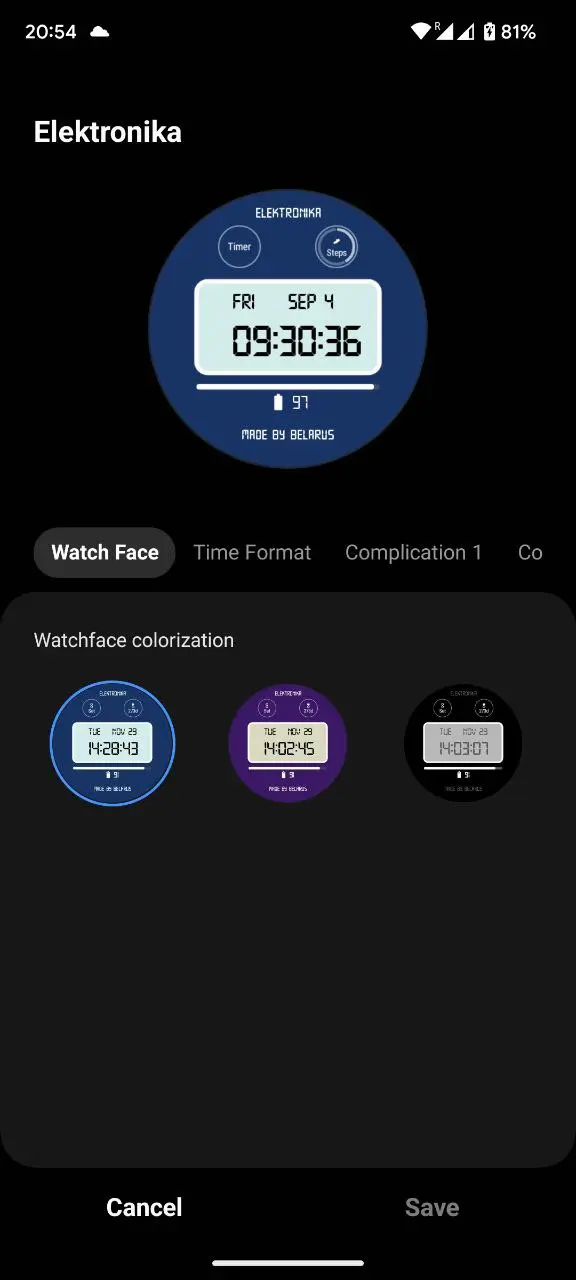 20:54 R 81%
Elektronika
ELEKTRONIKA
Timer Steps
FRI SEP 4
09:30:36
97
MADE BY BELARUS
Watch Face Time Format Complication 1 Co
Watchface colorization
ELEKTRONIKA ELEKTRONIKA ELEKTRONIKA
TUE NOV 29 TUE NOV 29 TUE NOV 29
14:28:43 14:02:45 14:03:07
91 91 91
MADE BY BELARUS MADE BY BELARUS MADE BY BELARUS
Cancel Save